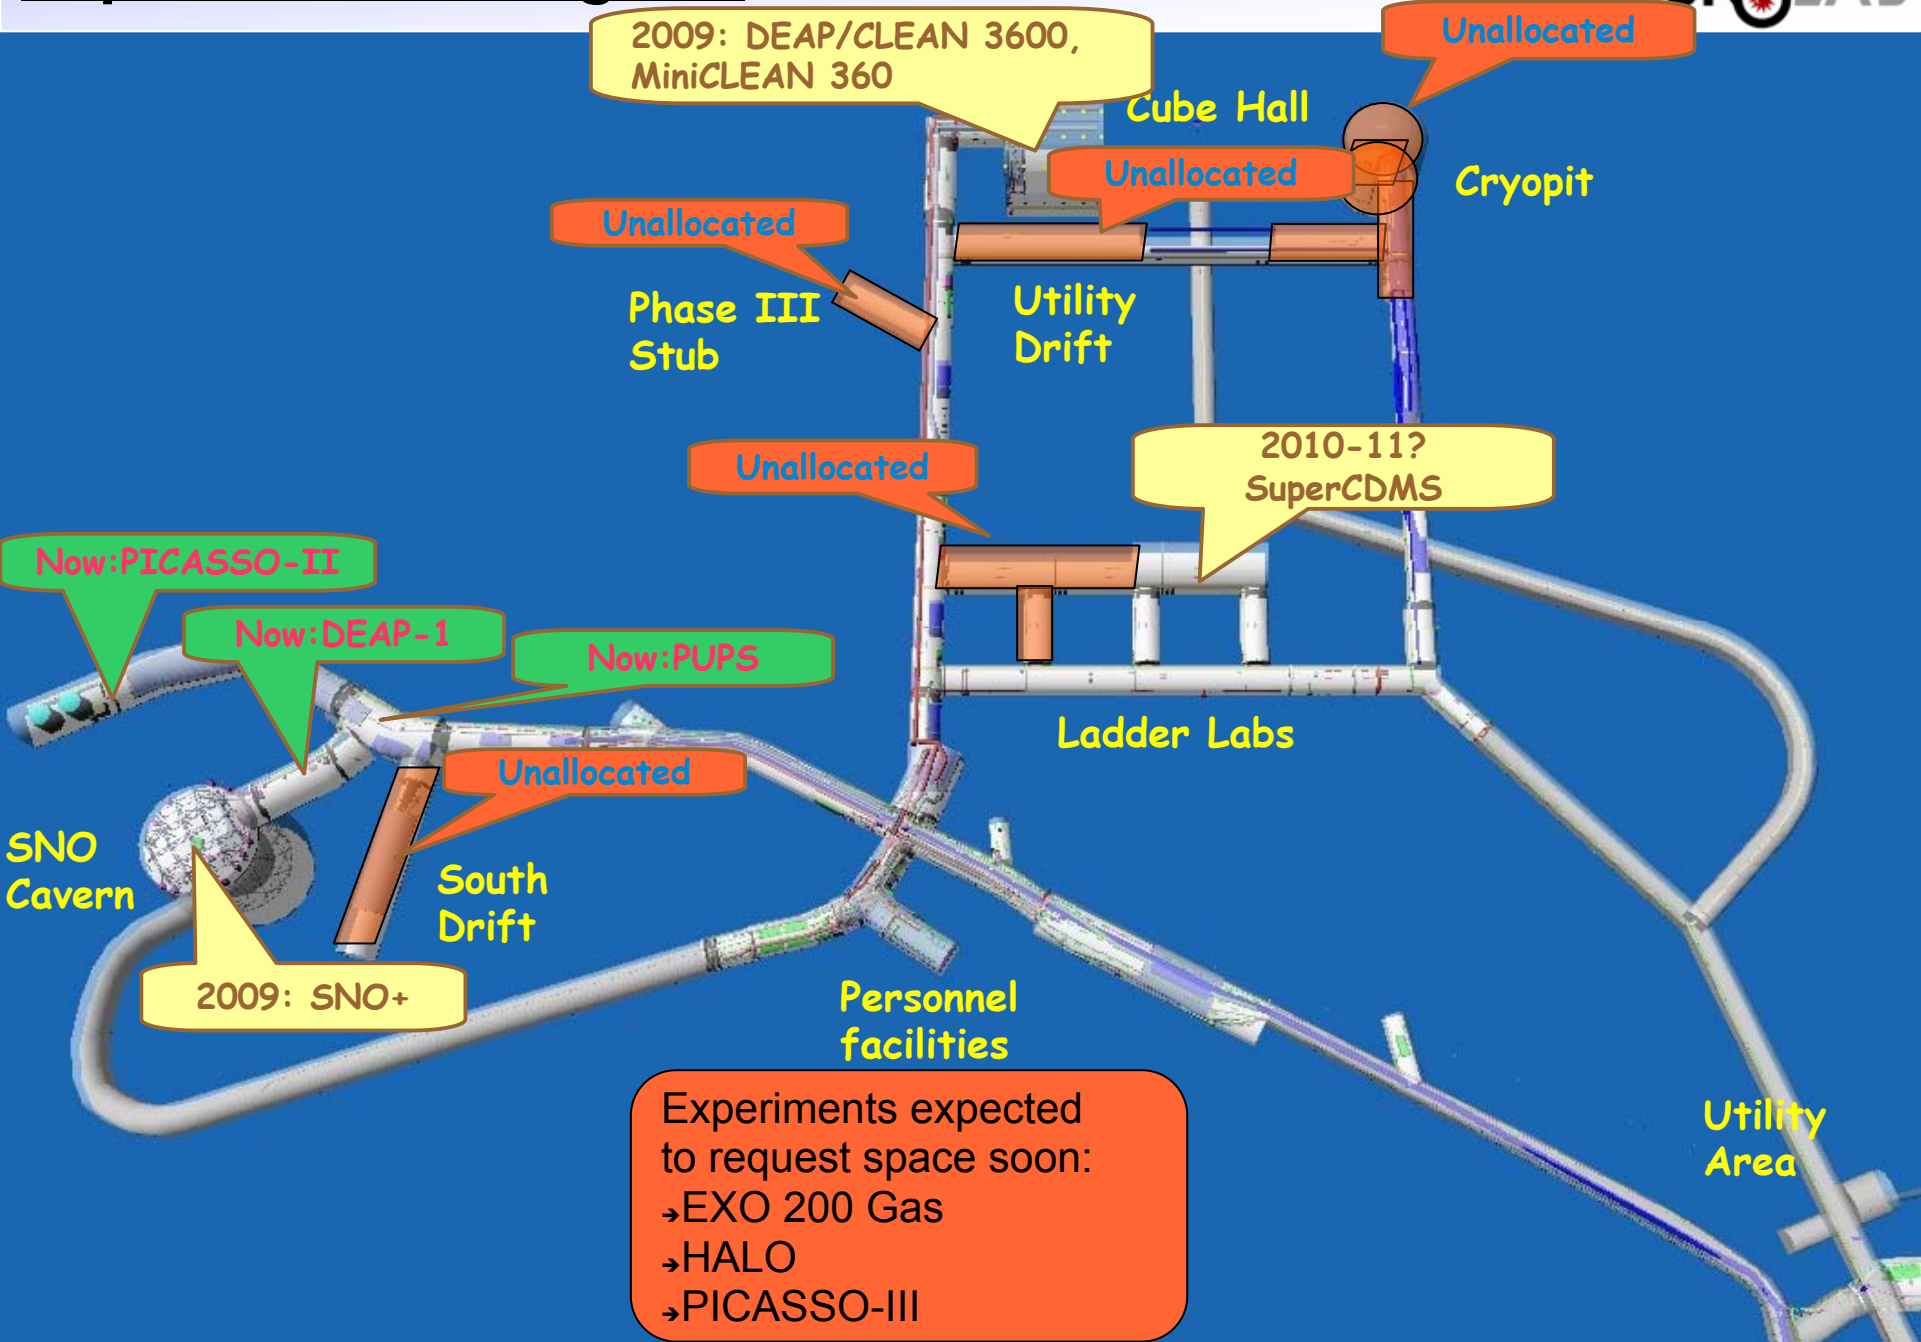 2009: DEAP/CLEAN 3600,
MiniCLEAN 360
Unallocated
Cube Hall
Unallocated
Cryopit
Unallocated
Phase III
Stub
Utility
Drift
Unallocated
2010-11?
SuperCDMS
Now:PICASSO-II
Now:DEAP-1
Now:PUPS
Ladder Labs
Unallocated
SNO
Cavern
South
Drift
2009: SNO+
Personnel
facilities
Experiments expected
to request space soon:
→EXO 200 Gas
→HALO
→PICASSO-III
Utility
Area